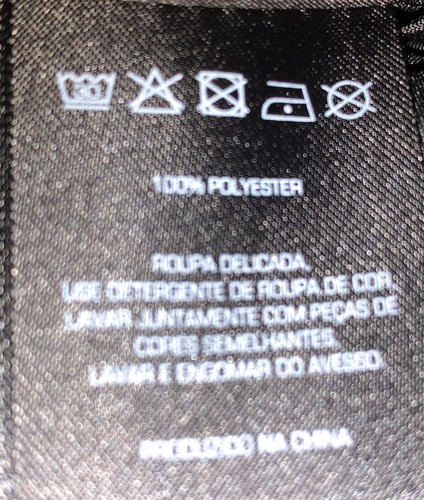 30
100% POLYESTER
ROUPA DELICADA.
USE DETERGENTE DE ROUPA DE COR.
LAVAR JUNTAMENTE COM PEÇAS DE
CORES SEMELHANTES.
LAVAR E ENGOMAR DO AVESSO.
PRODUZIDO NA CHINA